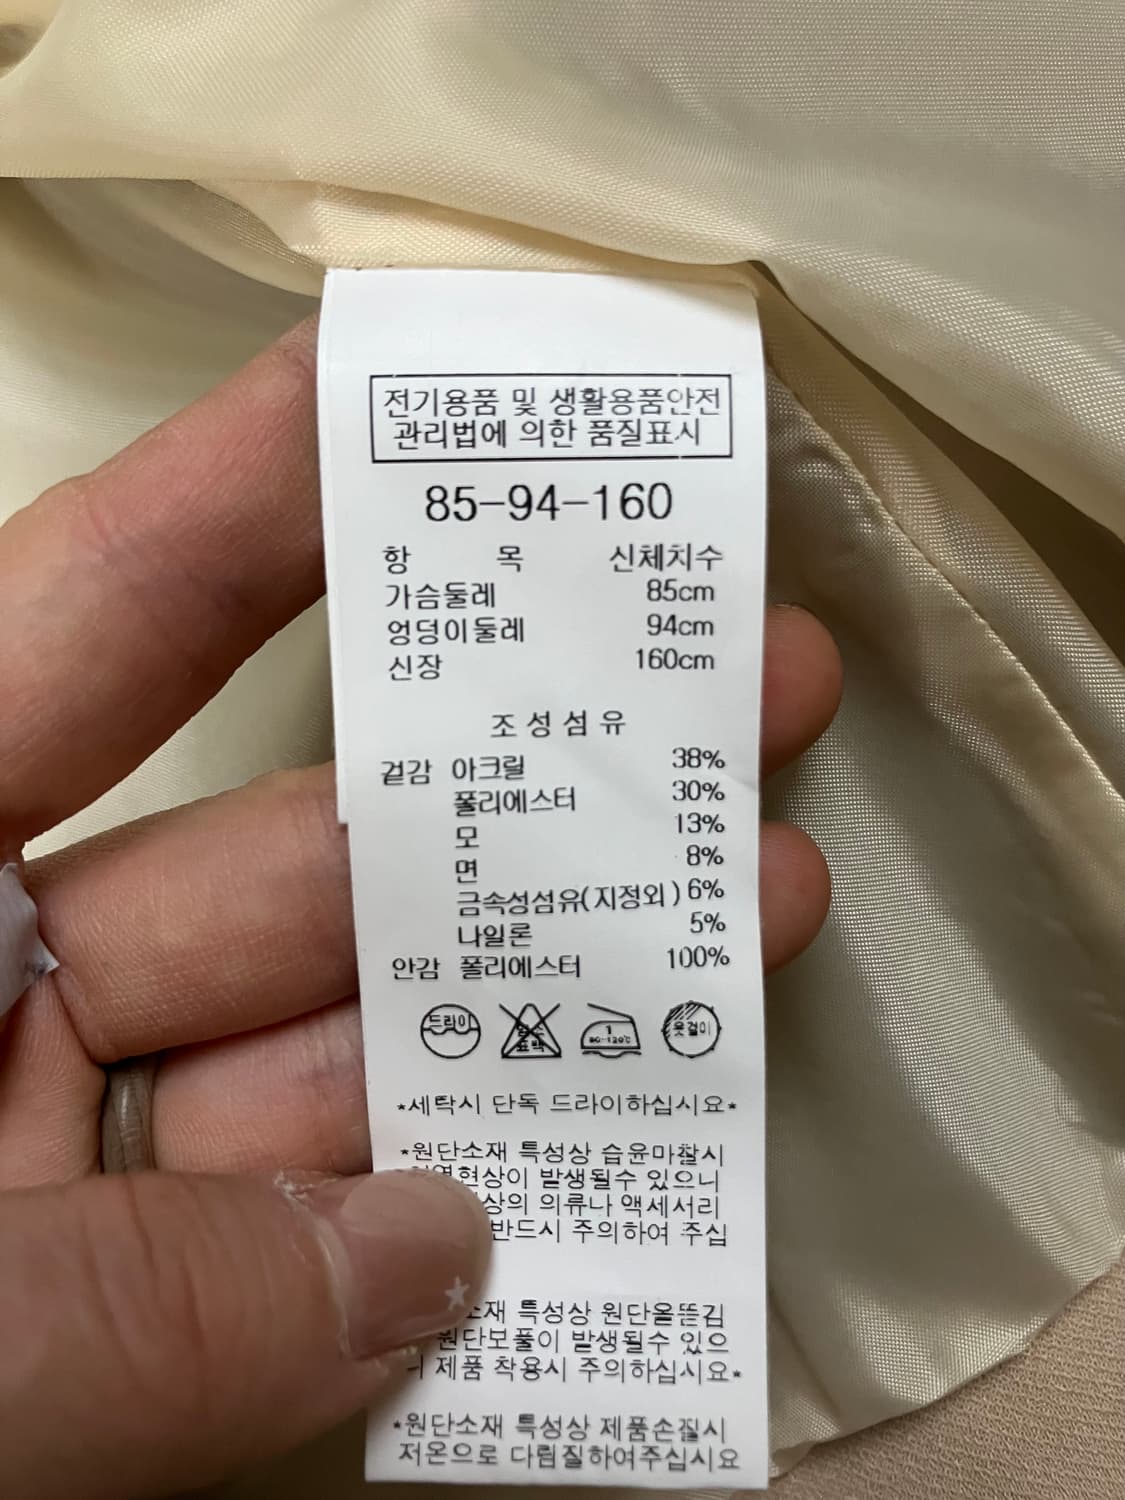 전기용품 및 생활용품안전
관리법에 의한 품질표시
85-94-160
항 목 신체치수
가슴둘레 85cm
엉덩이둘레 94cm
신장 160cm
조성섬유
겉감 아크릴 38%
폴리에스터 30%
모 13%
면 8%
금속성섬유(지정외) 6%
나일론 5%
안감 폴리에스터 100%
드라이 염소 표백 1 80-120℃ 옷걸이
*세탁시 단독 드라이하십시요*
*원단소재 특성상 습윤마찰시
발생될수 있으니
의류나 액세서리
반드시 주의하여 주십
특성상 원단올뜯김
원단보풀이 발생될수 있으
니 제품 착용시 주의하십시요*
*원단소재 특성상 제품손질시
저온으로 다림질하여주십시요